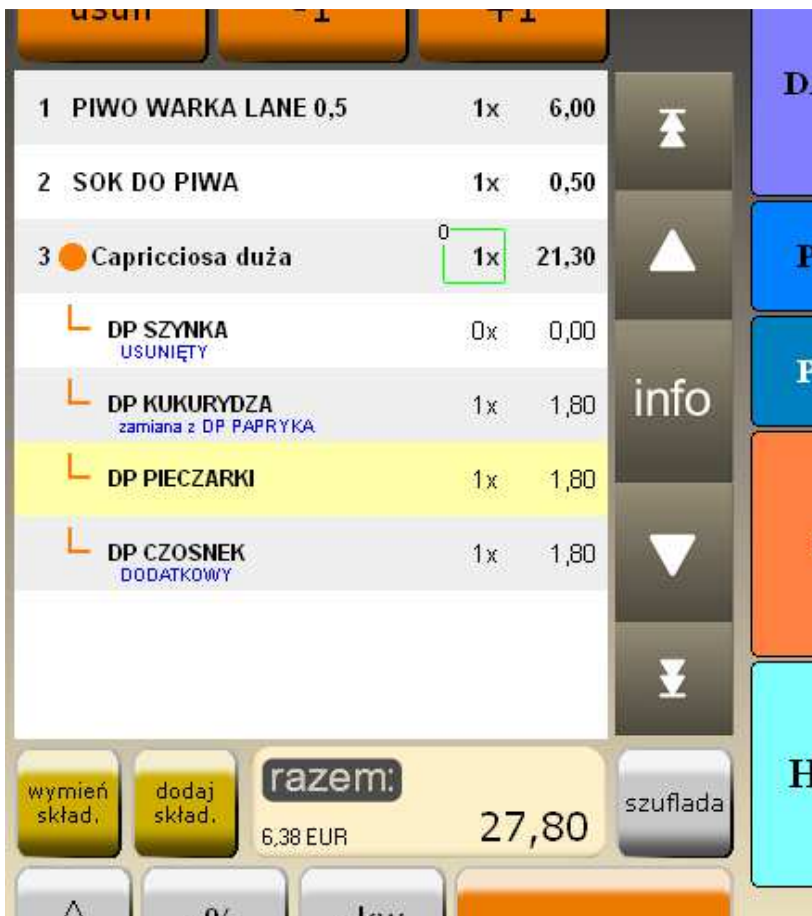 usuń -1 +1
1 PIWO WARKA LANE 0,5 1x 6,00
2 SOK DO PIWA 1x 0,50
0
3 Capricciosa duża 1x 21,30
DP SZYNKA 0x 0,00
USUNIĘTY
DP KUKURYDZA 1x 1,80
zamiana z DP PAPRYKA
DP PIECZARKI 1x 1,80
DP CZOSNEK 1x 1,80
DODATKOWY
info
wymień
skład.
dodaj
skład.
razem:
6,38 EUR 27,80
szuflada
%